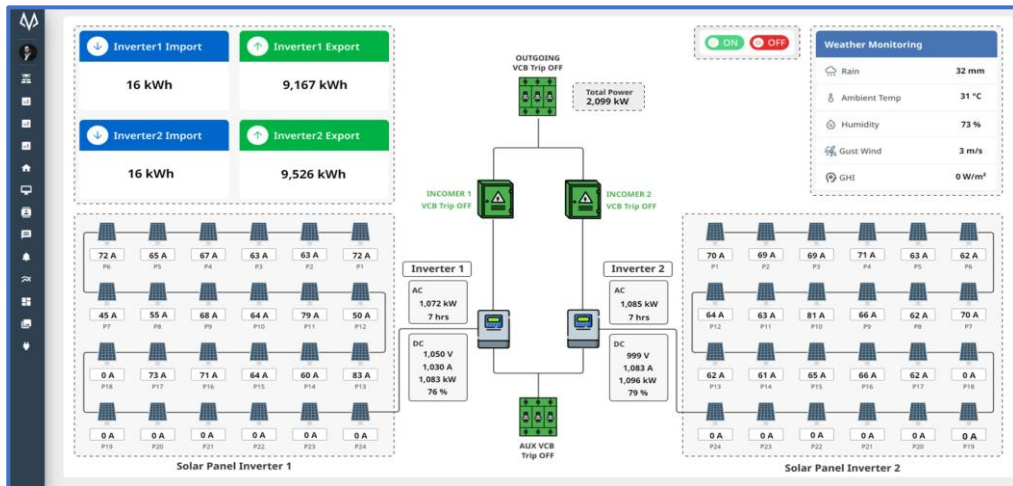 Inverter1 Import
16 kWh
Inverter1 Export
9,167 kWh
Inverter2 Import
16 kWh
Inverter2 Export
9,526 kWh
OUTGOING
VCB Trip OFF
Total Power
2,099 kW
ON
OFF
Weather Monitoring
Rain 32 mm
Ambient Temp 31 °C
Humidity 73 %
Gust Wind 3 m/s
GHI 0 W/m²
INCOMER 1
VCB Trip OFF
INCOMER 2
VCB Trip OFF
72 A 65 A 67 A 63 A 63 A 72 A
P6 P5 P4 P3 P2 P1
45 A 55 A 68 A 64 A 79 A 50 A
P7 P8 P9 P10 P11 P12
0 A 73 A 71 A 64 A 60 A 83 A
P18 P17 P16 P15 P14 P13
0 A 0 A 0 A 0 A 0 A 0 A
P19 P20 P21 P22 P23 P24
Solar Panel Inverter 1
Inverter 1
AC
1,072 kW
7 hrs
DC
1,050 V
1,030 A
1,083 kW
76 %
Inverter 2
AC
1,085 kW
7 hrs
DC
999 V
1,083 A
1,096 kW
79 %
AUX VCB
Trip OFF
70 A 69 A 69 A 71 A 63 A 62 A
P1 P2 P3 P4 P5 P6
64 A 63 A 81 A 66 A 62 A 70 A
P12 P11 P10 P9 P8 P7
62 A 61 A 65 A 66 A 62 A 0 A
P13 P14 P15 P16 P17 P18
0 A 0 A 0 A 0 A 0 A 0 A
P24 P23 P22 P21 P20 P19
Solar Panel Inverter 2